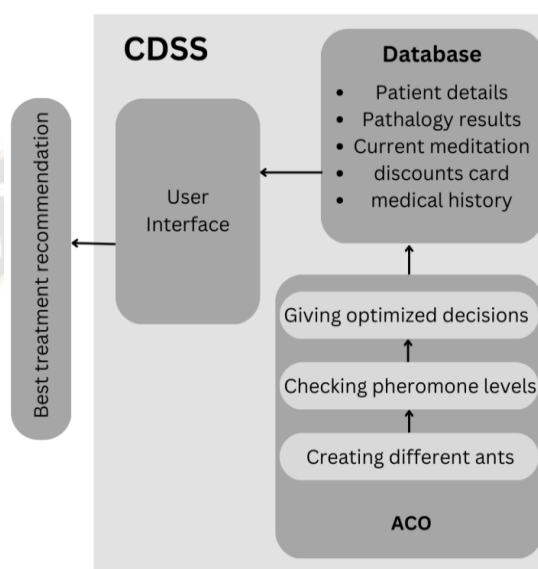 CDSS
Database
• Patient details
• Pathalogy results
• Current meditation
• discounts card
• medical history
User
Interface
Best treatment recommendation
Giving optimized decisions
Checking pheromone levels
Creating different ants
ACO